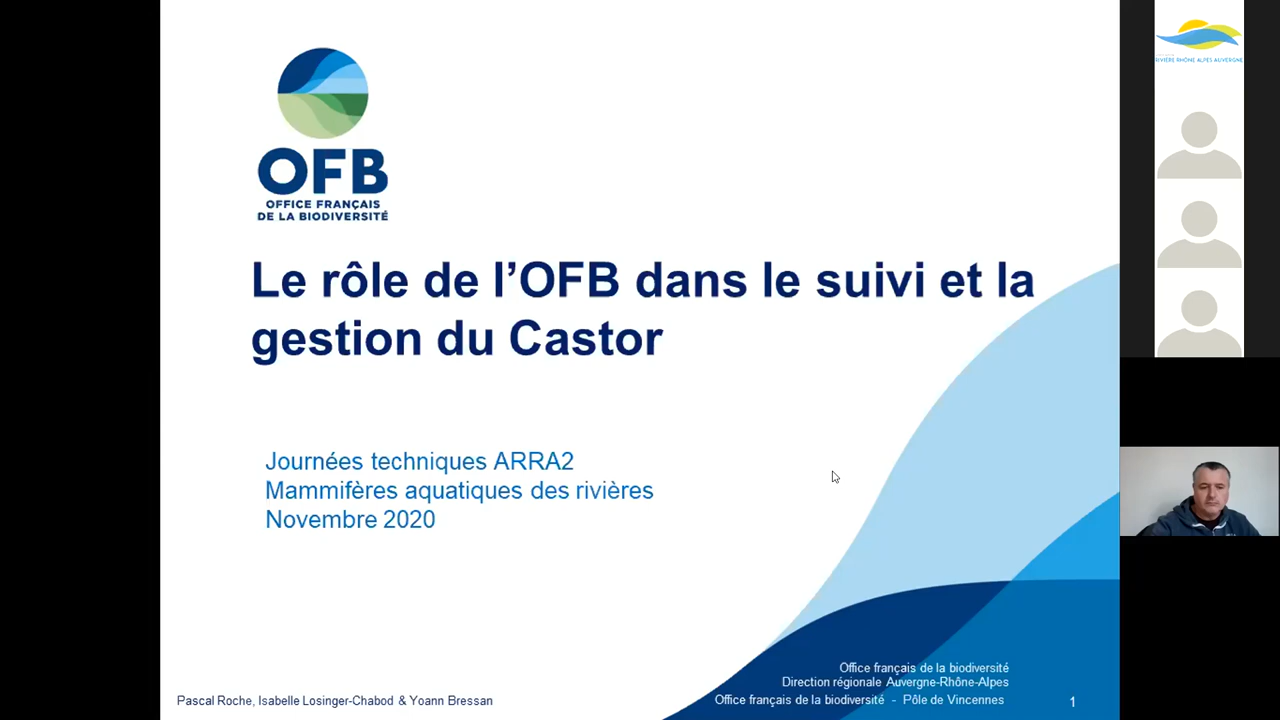 OFB
OFFICE FRANÇAIS
DE LA BIODIVERSITÉ
Le rôle de l’OFB dans le suivi et la
gestion du Castor
Journées techniques ARRA2
Mammifères aquatiques des rivières
Novembre 2020
Office français de la biodiversité
Direction régionale Auvergne-Rhône-Alpes
Pascal Roche, Isabelle Losinger-Chabod & Yoann Bressan
Office français de la biodiversité - Pôle de Vincennes
1
RIVIÈRE RHÔNE ALPES AUVERGNE